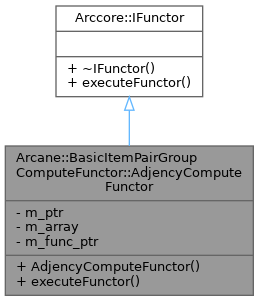 Arccore::IFunctor
+ ~IFunctor()
+ executeFunctor()
Arcane::BasicItemPairGroup
ComputeFunctor::AdjencyCompute
Functor
- m_ptr
- m_array
- m_func_ptr
+ AdjencyComputeFunctor()
+ executeFunctor()